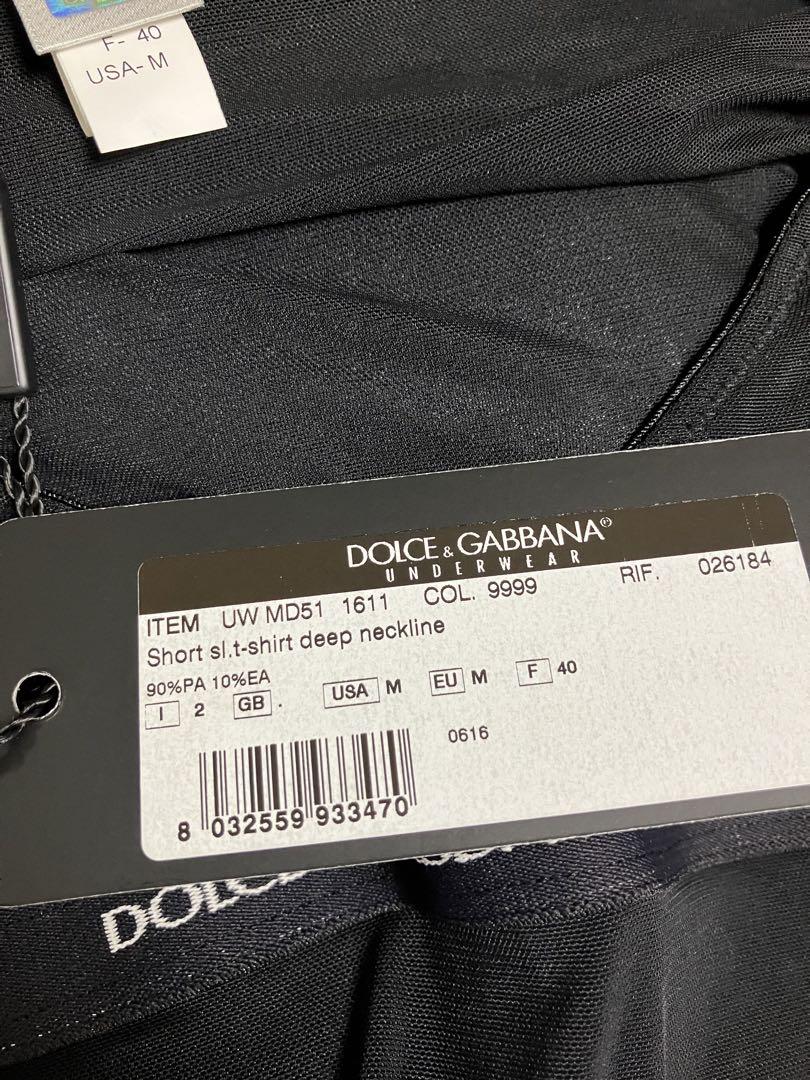 F- 40
USA- M
DOLCE & GABBANA®
UNDERWEAR
ITEM UW MD51 1611 COL. 9999 RIF. 026184
Short sl.t-shirt deep neckline
90%PA 10%EA
I 2 GB . USA M EU M F 40
0616
8 032559 933470
DOLCE